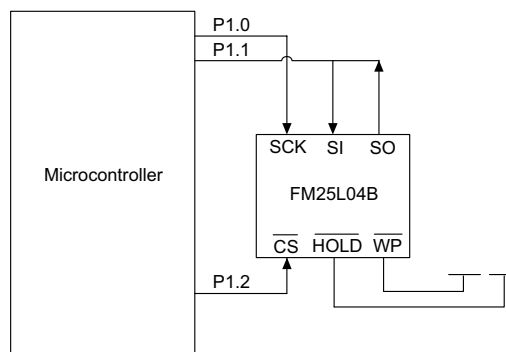 P1.0
P1.1
SCK SI SO
Microcontroller
FM25L04B
CS HOLD WP
P1.2